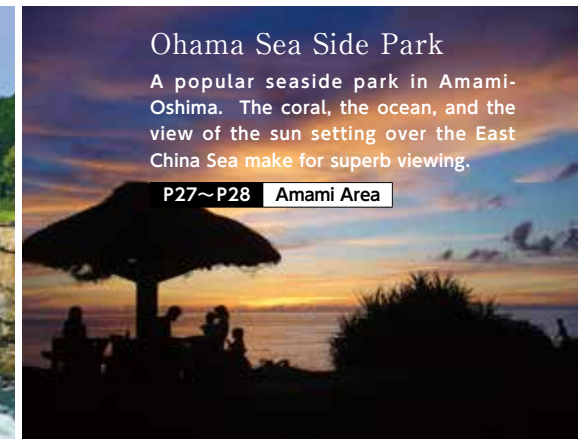 Ohama Sea Side Park
A popular seaside park in Amami-
Oshima. The coral, the ocean, and the
view of the sun setting over the East
China Sea make for superb viewing.
P27～P28 Amami Area